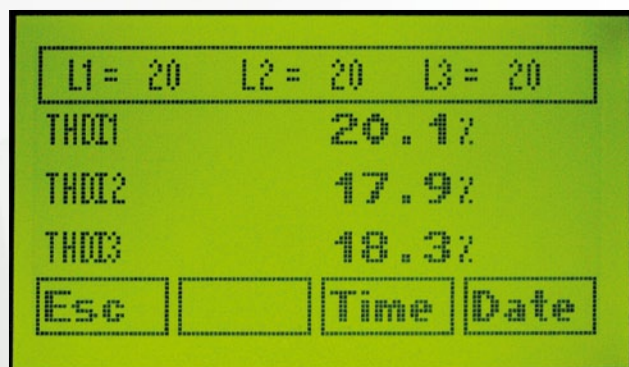 L1 = 20 L2 = 20 L3 = 20
THDI1 20.1%
THDI2 17.9%
THDI3 18.3%
Esc Time Date